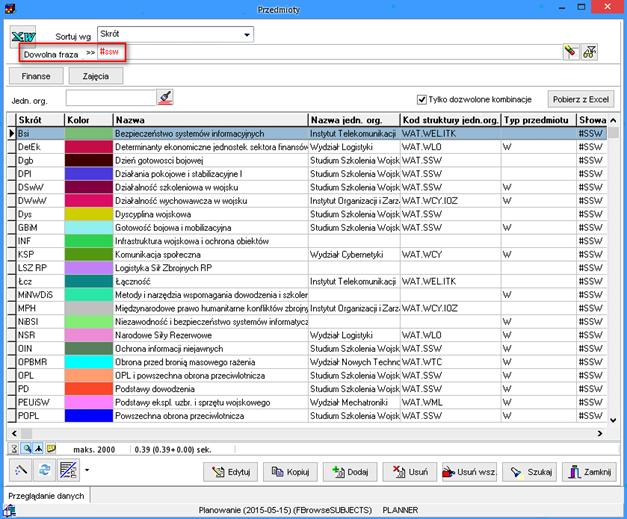 Przedmioty
Sortuj wg. Skrót
Dowolna fraza >> #ssw
Finanse Zajęcia
Jedn. org. Tylko dozwolone kombinacje Pobierz z Excel
Skrót Kolor Nazwa Nazwa jedn. org. Kod struktury jedn.org. Typ przedmiotu Słowa
Bsi Bezpieczeństwo systemów informacyjnych Instytut Telekomunikacji WAT.WEL.ITK #SSW
DetEk Determinanty ekonomiczne jednostek sektora finansów Wydział Logistyki WAT.WLO W #SSW
Dgb Dzień gotowosci bojowej Studium Szkolenia Wojsk WAT.SSW #SSW
DPI Działania pokojowe i stabilizacyjne I Studium Szkolenia Wojsk WAT.SSW #SSW
DSwW Działalność szkoleniowa w wojsku Studium Szkolenia Wojsk WAT.SSW W #SSW
DWwW Działalność wychowawcza w wojsku Instytut Organizacji i Zarz WAT.WCY.IOZ W #SSW
Dys Dyscyplina wojskowa Studium Szkolenia Wojsk WAT.SSW #SSW
GBiM Gotowość bojowa i mobilizacyjna Studium Szkolenia Wojsk WAT.SSW W #SSW
INF Infrastruktura wojskowa i ochrona obiektów #SSW
KSP Komunikacja społeczna Wydział Cybernetyki WAT.WCY W #SSW
LSZ RP Logistyka Sił Zbrojnych RP #SSW
Łcz Łączność Instytut Telekomunikacji WAT.WEL.ITK #SSW
MiNWDiS Metody i narzędzia wspomagania dowodzenia i szkolen W #SSW
MPH Międzynarodowe prawo humanitarne konfliktów zbrojny Instytut Organizacji i Zarz WAT.WCY.IOZ W #SSW
NiBSI Niezawodność i bezpieczeństwo systemów informatycz W #SSW
NSR Narodowe Siły Rezerwowe Wydział Logistyki WAT.WLO W #SSW
OIN Ochrona informacji niejawnych Studium Szkolenia Wojsk WAT.SSW W #SSW
OPBMR Obrona przed bronią masowego rażenia Wydział Nowych Techno WAT.WTC W #SSW
OPL OPL i powszechna obrona przeciwlotnicza Studium Szkolenia Wojsk WAT.SSW W #SSW
PD Podstawy dowodzenia Studium Szkolenia Wojsk WAT.SSW W #SSW
PEUiSW Podstawy ekspl. uzbr. i sprzętu wojskowego Wydział Mechatroniki WAT.WML W #SSW
POPL Powszechna obrona przeciwlotnicza Studium Szkolenia Wojsk WAT.SSW W #SSW
maks. 2000 0.39 (0.39+0.00) sek.
Edytuj Kopiuj Dodaj Usuń Usuń wsz. Szukaj Zamknij
Przeglądanie danych
Planowanie (2015-05-15) (FBrowseSUBJECTS) PLANNER